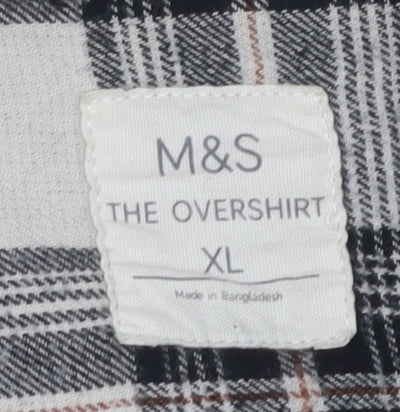 M&S
THE OVERSHIRT
XL
Made in Bangladesh